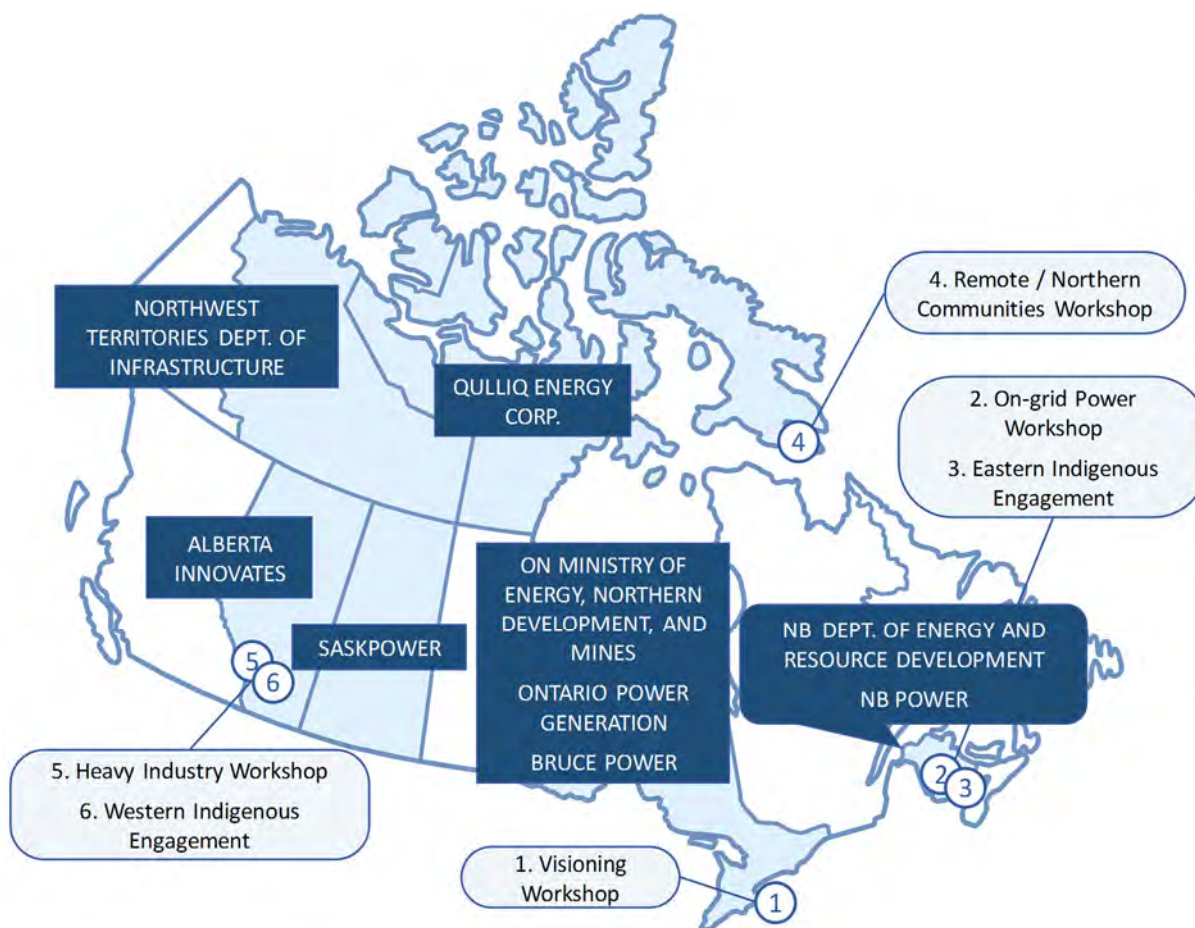 4. Remote / Northern
Communities Workshop
NORTHWEST
TERRITORIES DEPT. OF
INFRASTRUCTURE
QULLIQ ENERGY
CORP.
2. On-grid Power
Workshop
3. Eastern Indigenous
Engagement
4
ALBERTA
INNOVATES
ON MINISTRY OF
ENERGY, NORTHERN
DEVELOPMENT, AND
MINES
ONTARIO POWER
GENERATION
BRUCE POWER
SASKPOWER
NB DEPT. OF ENERGY AND
RESOURCE DEVELOPMENT
NB POWER
5
6
2
3
5. Heavy Industry Workshop
6. Western Indigenous
Engagement
1. Visioning
Workshop
1